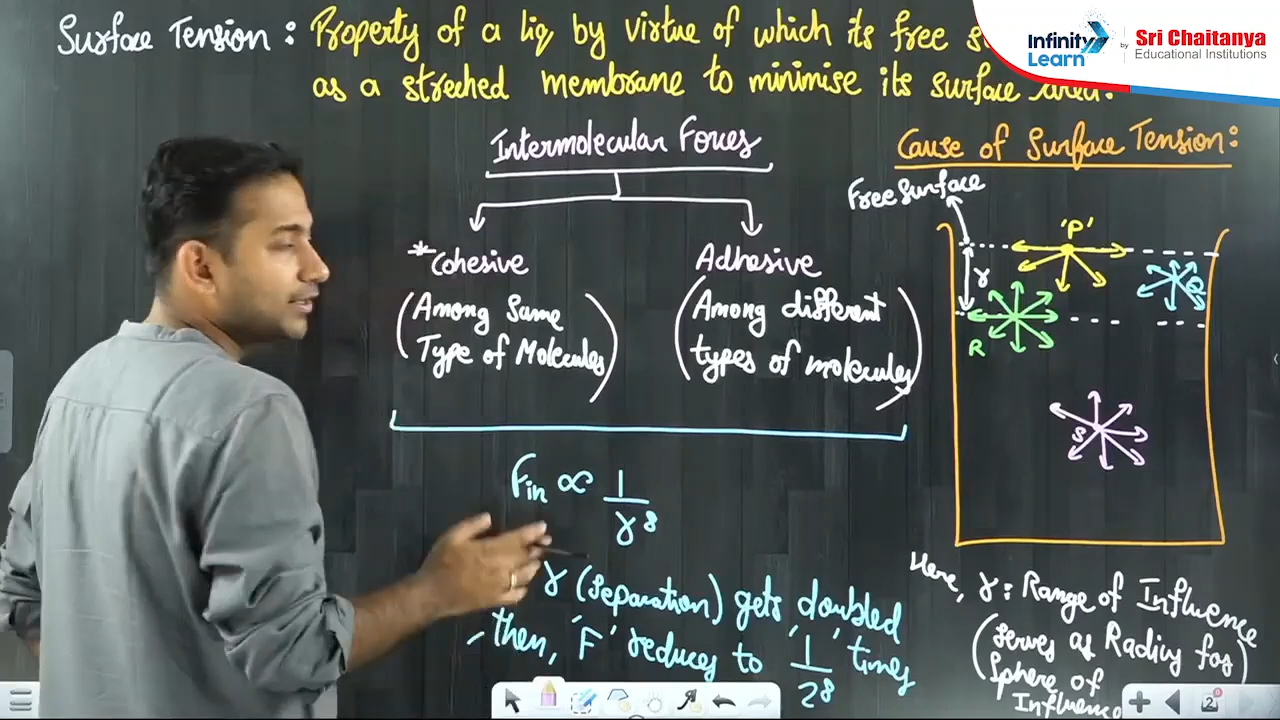 Surface Tension: Property of a liq by virtue of which its free
as a streched membrane to minimise its surface area.
Infinity
Learn
by
Sri Chaitanya
Educational Institutions
Intermolecular Forces
*Cohesive
(Among Same
Type of Molecules)
Adhesive
(Among different
types of molecules)
Fin ∝ 1/r⁸
r (separation) gets doubled
then, 'F' reduces to '1/2⁸' times
Cause of Surface Tension:
Free Surface
'P'
r
Q
R
S
Here, r: Range of Influence
(serves as Radius for
Sphere of
Influence
2